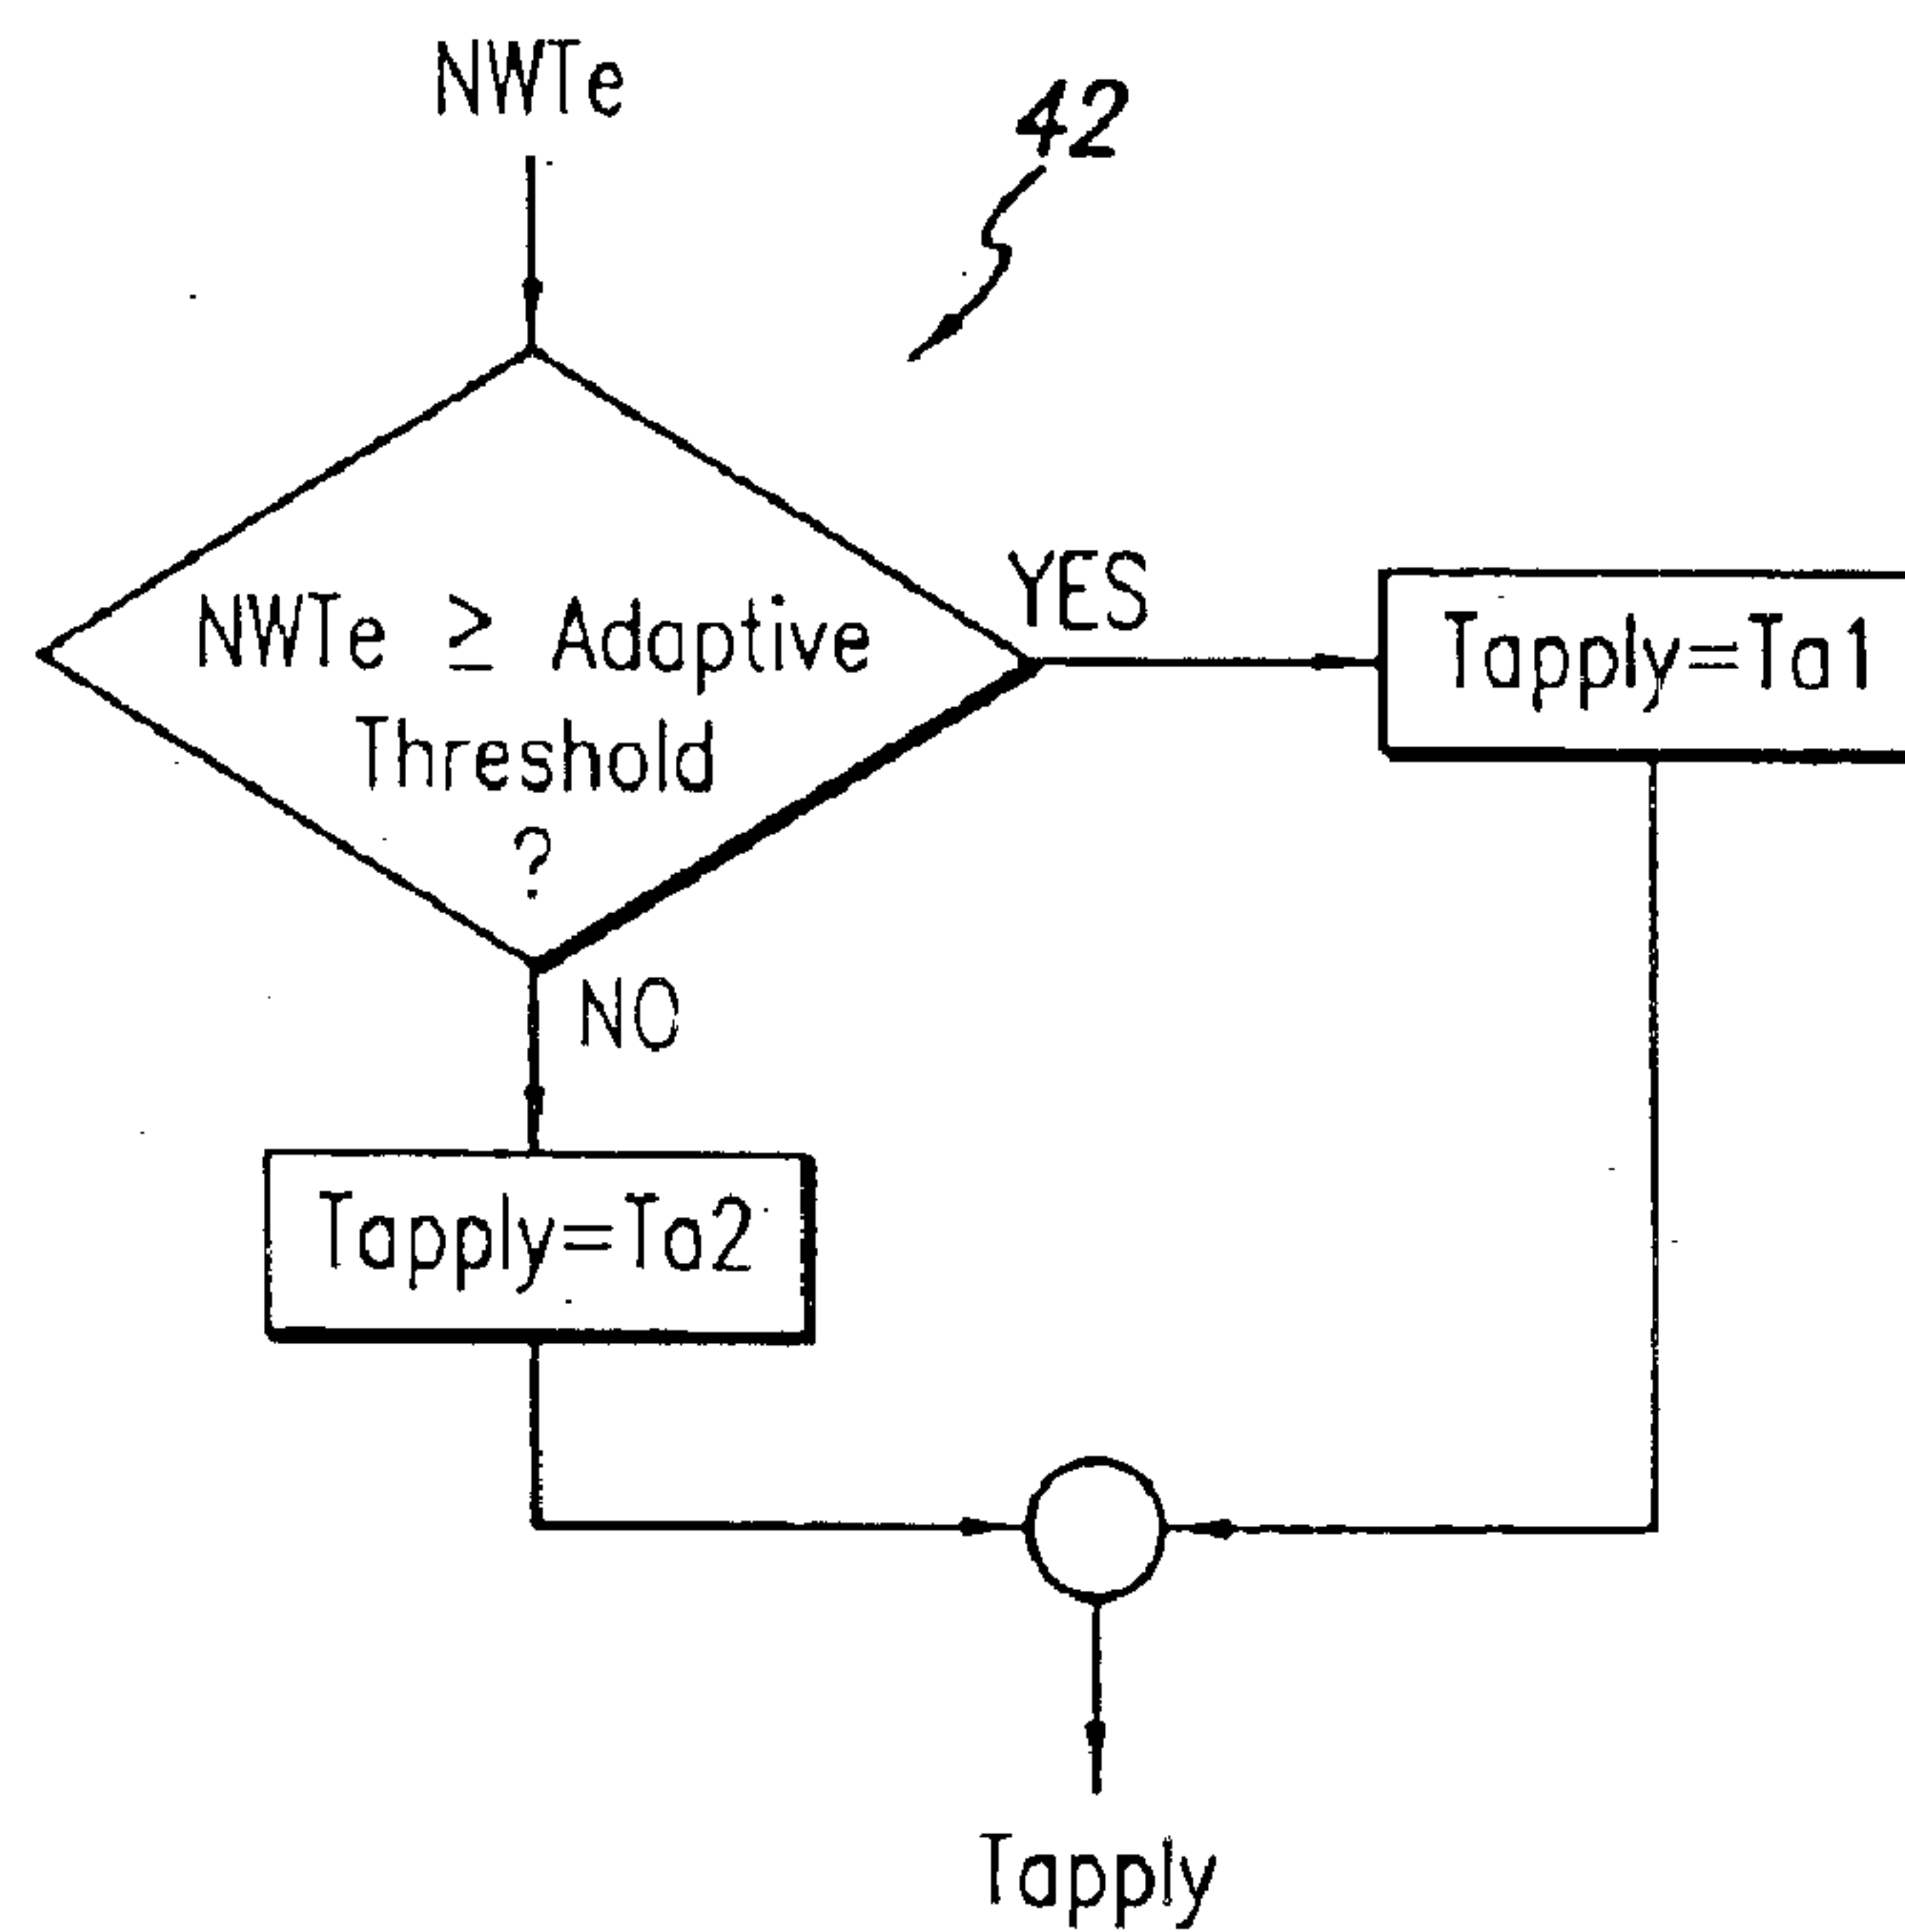 NWTe
42
NWTe ≥ Adaptive
Threshold
?
YES
Tapply=Ta1
NO
Tapply=Ta2
Tapply